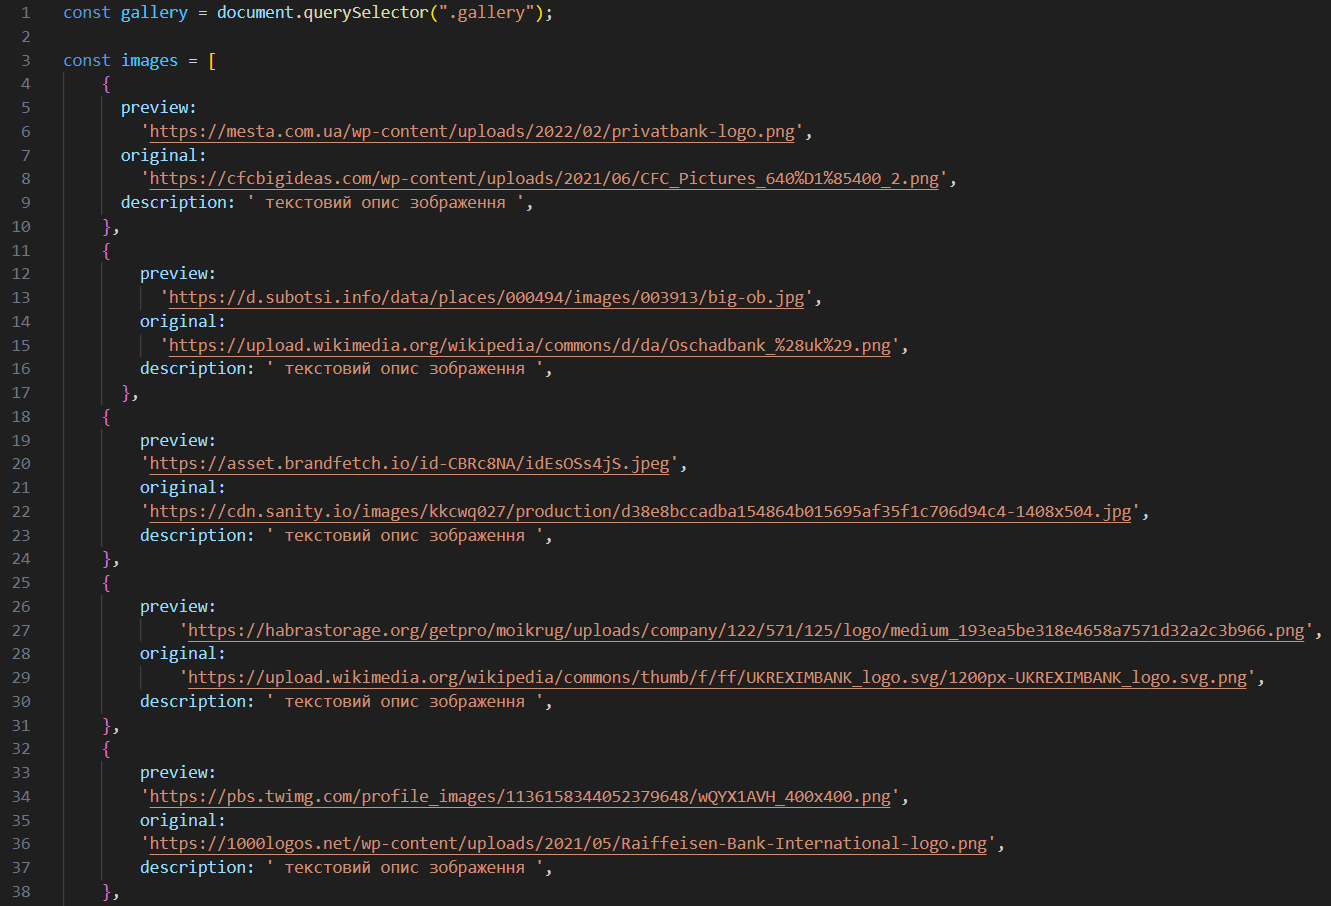 1 const gallery = document.querySelector(".gallery");
2
3 const images = [
4 {
5 preview:
6 'https://mesta.com.ua/wp-content/uploads/2022/02/privatbank-logo.png',
7 original:
8 'https://cfcbigideas.com/wp-content/uploads/2021/06/CFC_Pictures_640%D1%85400_2.png',
9 description: ' текстовий опис зображення ',
10 },
11 {
12 preview:
13 'https://d.subotsi.info/data/places/000494/images/003913/big-ob.jpg',
14 original:
15 'https://upload.wikimedia.org/wikipedia/commons/d/da/Oschadbank_%28uk%29.png',
16 description: ' текстовий опис зображення ',
17 },
18 {
19 preview:
20 'https://asset.brandfetch.io/id-CBRc8NA/idEsOSs4jS.jpeg',
21 original:
22 'https://cdn.sanity.io/images/kkcwq027/production/d38e8bccadba154864b015695af35f1c706d94c4-1408x504.jpg',
23 description: ' текстовий опис зображення ',
24 },
25 {
26 preview:
27 'https://habrastorage.org/getpro/moikrug/uploads/company/122/571/125/logo/medium_193ea5be318e4658a7571d32a2c3b966.png',
28 original:
29 'https://upload.wikimedia.org/wikipedia/commons/thumb/f/ff/UKREXIMBANK_logo.svg/1200px-UKREXIMBANK_logo.svg.png',
30 description: ' текстовий опис зображення ',
31 },
32 {
33 preview:
34 'https://pbs.twimg.com/profile_images/1136158344052379648/wQYX1AVH_400x400.png',
35 original:
36 'https://1000logos.net/wp-content/uploads/2021/05/Raiffeisen-Bank-International-logo.png',
37 description: ' текстовий опис зображення ',
38 },